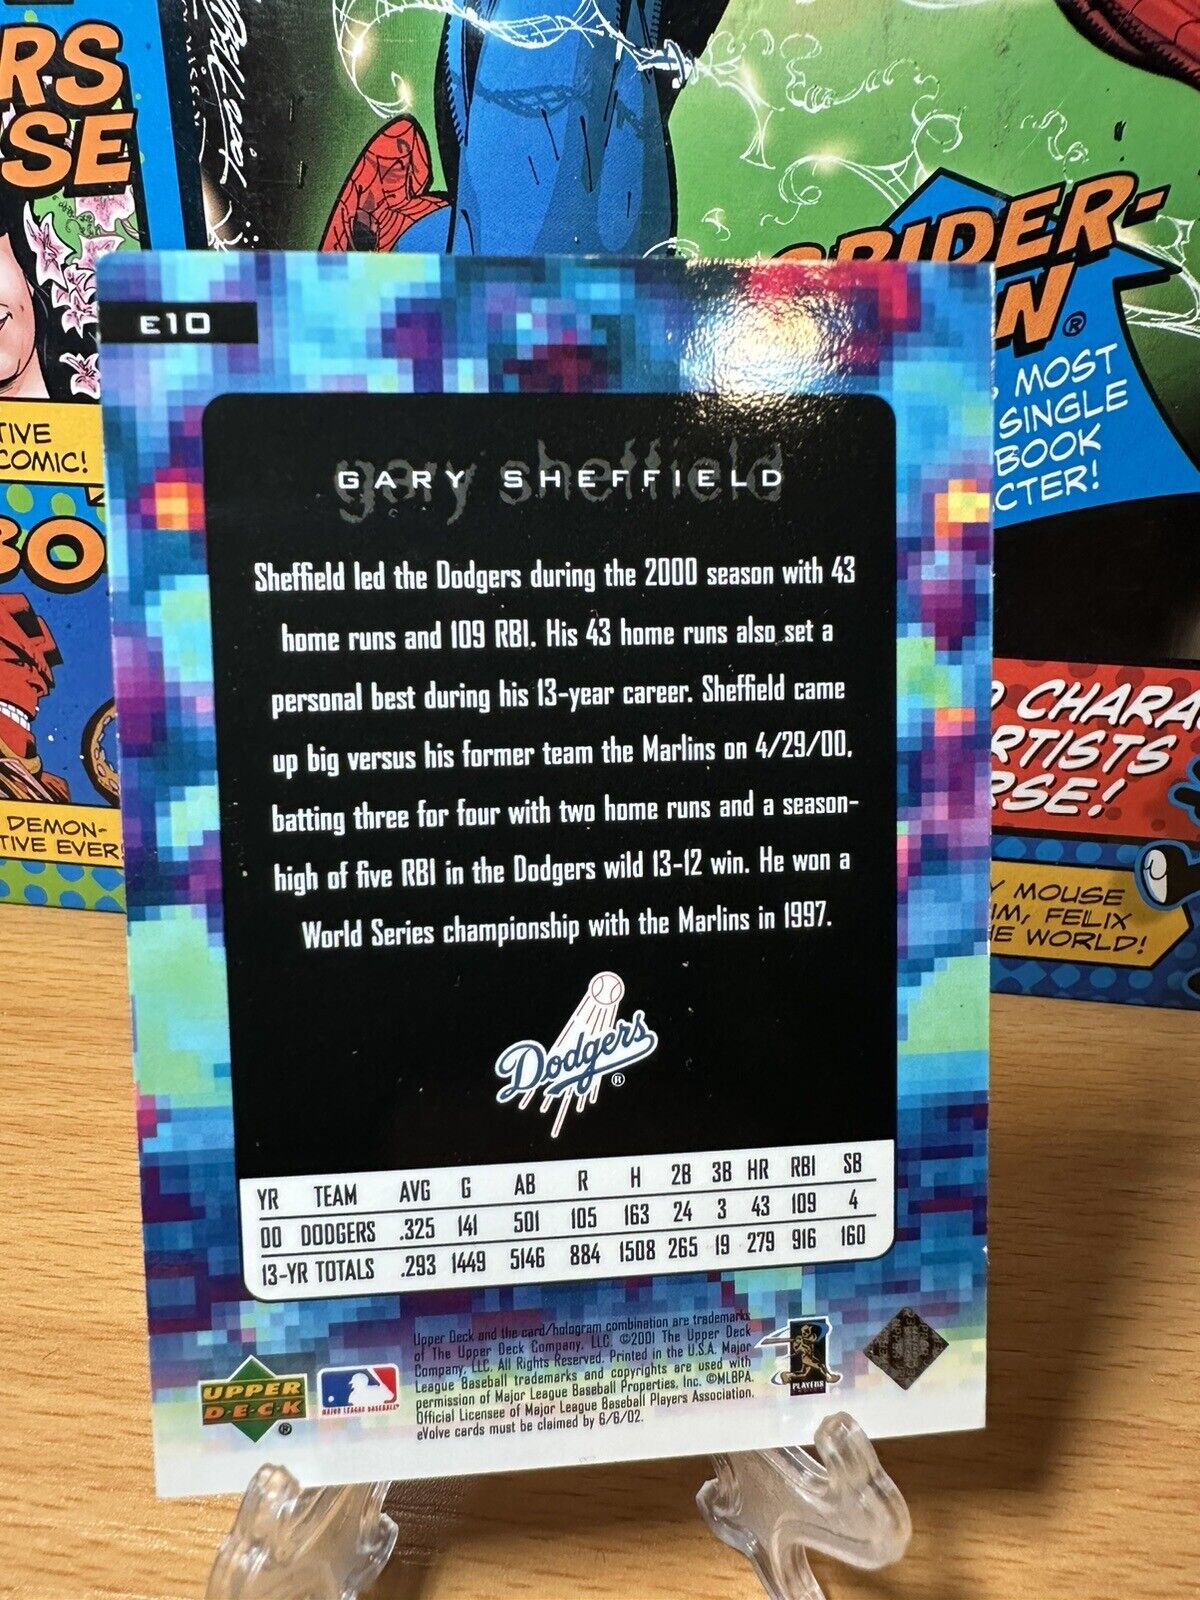 RS
SE
SPIDER-
N®
MOST
SINGLE
BOOK
CTER!
TIVE
COMIC!
BO
E10
GARY SHEFFIELD
gary sheffield
Sheffield led the Dodgers during the 2000 season with 43
home runs and 109 RBI. His 43 home runs also set a
personal best during his 13-year career. Sheffield came
up big versus his former team the Marlins on 4/29/00,
batting three for four with two home runs and a season-
high of five RBI in the Dodgers wild 13-12 win. He won a
World Series championship with the Marlins in 1997.
Dodgers®
YR TEAM AVG G AB R H 2B 3B HR RBI SB
00 DODGERS .325 141 501 105 163 24 3 43 109 4
13-YR TOTALS .293 1449 5146 884 1508 265 19 279 916 160
CHARA
RTISTS
RSE!
DEMON-
TIVE EVER
Y MOUSE
IM, FELIX
E WORLD!
Upper Deck and the card/hologram combination are trademarks
of The Upper Deck Company, LLC. ©2001 The Upper Deck
Company, LLC. All Rights Reserved. Printed in the U.S.A. Major
League Baseball trademarks and copyrights are used with
permission of Major League Baseball Properties, Inc. ©MLBPA.
Official Licensee of Major League Baseball Players Association.
eVolve cards must be claimed by 6/6/02.
UPPER
DECK®
MAJOR LEAGUE BASEBALL
PLAYERS